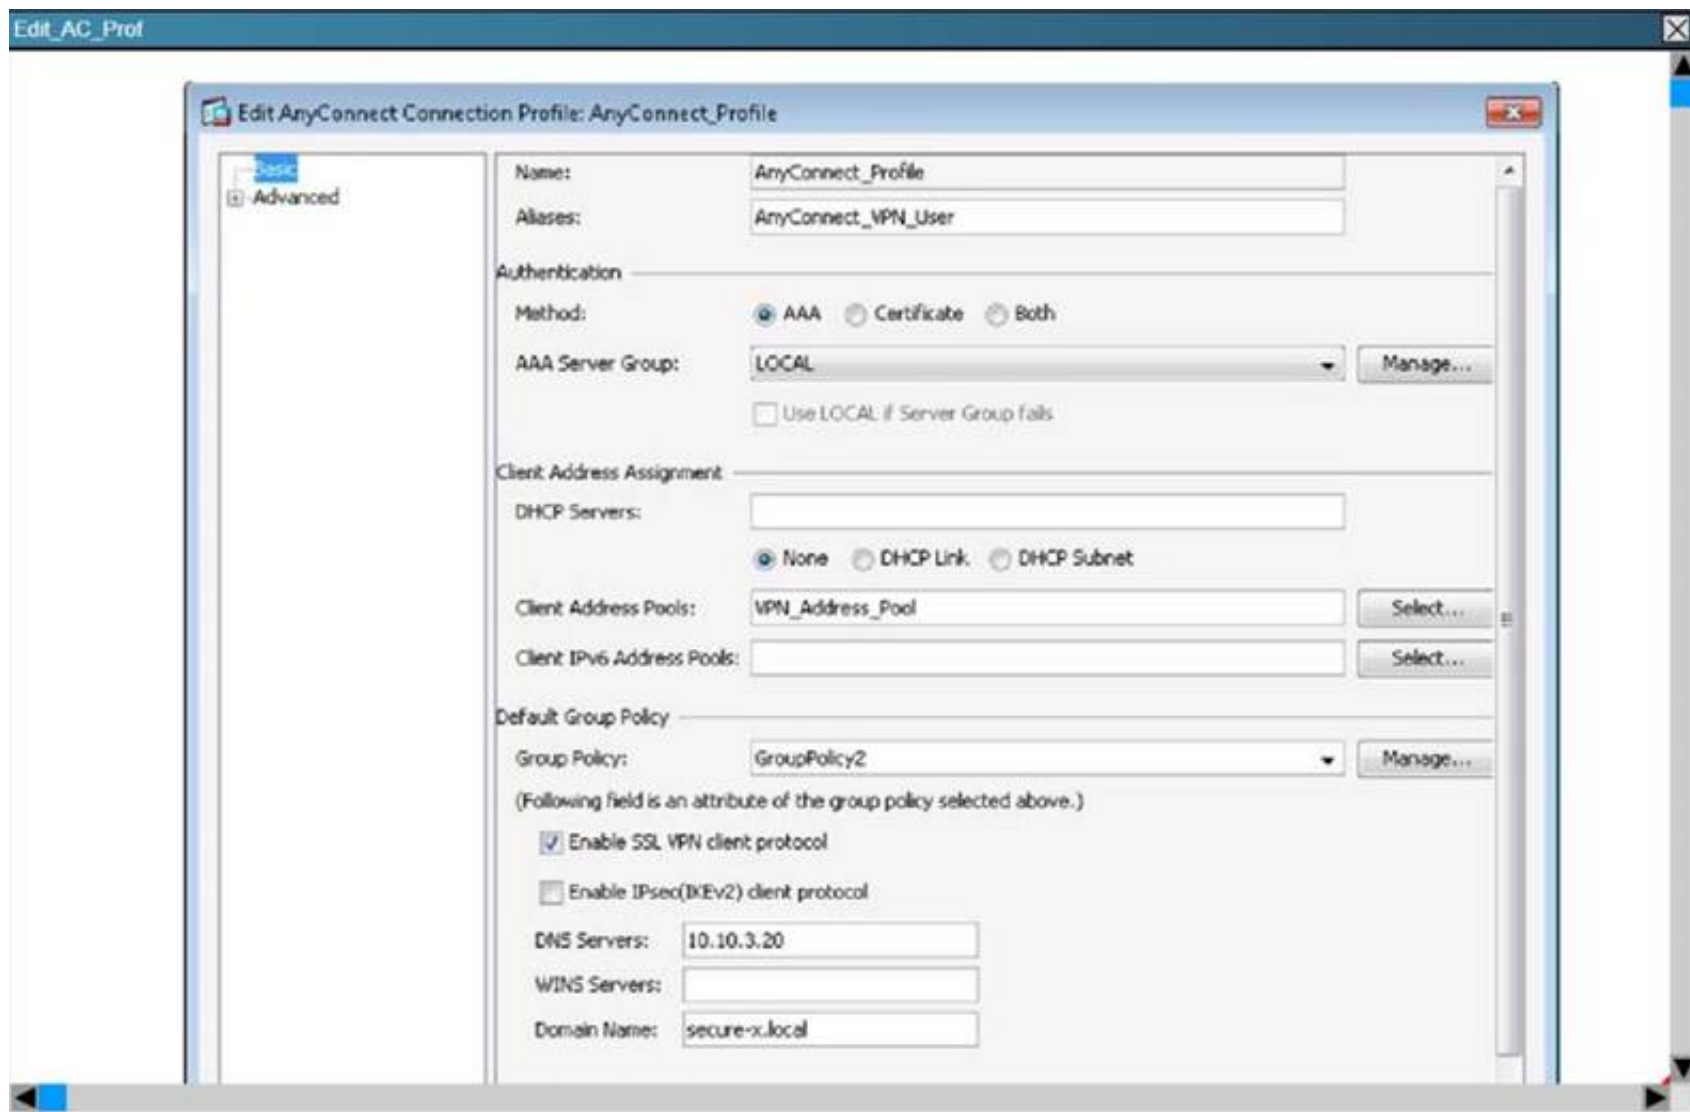 Edit_AC_Prof
Edit AnyConnect Connection Profile: AnyConnect_Profile
Basic
Advanced
Name: AnyConnect_Profile
Aliases: AnyConnect_VPN_User
Authentication
Method: AAA Certificate Both
AAA Server Group: LOCAL Manage...
Use LOCAL if Server Group fails
Client Address Assignment
DHCP Servers:
None DHCP Link DHCP Subnet
Client Address Pools: VPN_Address_Pool Select...
Client IPv6 Address Pools: Select...
Default Group Policy
Group Policy: GroupPolicy2 Manage...
(Following field is an attribute of the group policy selected above.)
Enable SSL VPN client protocol
Enable IPsec(IKEv2) client protocol
DNS Servers: 10.10.3.20
WINS Servers:
Domain Name: secure-x.local